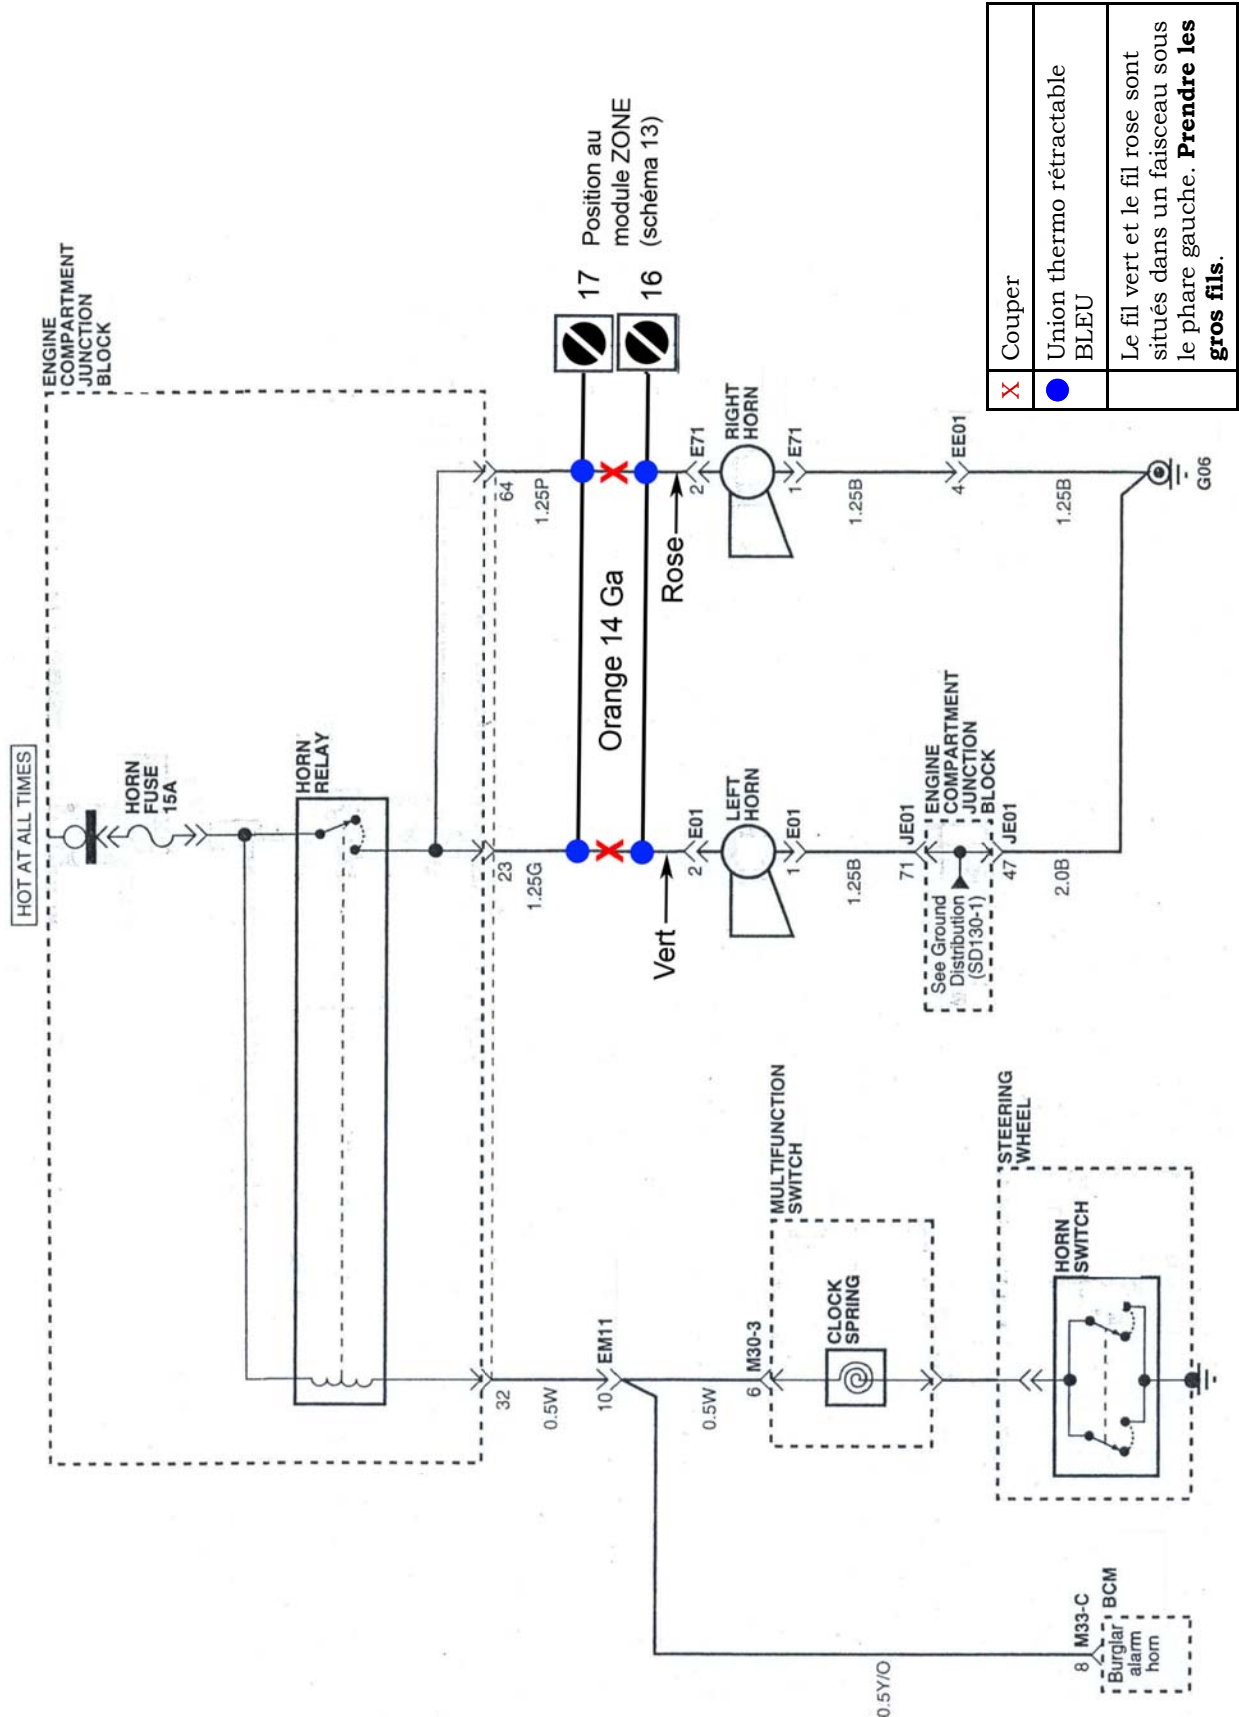 HOT AT ALL TIMES
ENGINE
COMPARTMENT
JUNCTION
BLOCK
HORN
FUSE
15A
HORN
RELAY
32
0.5W
10
EM11
0.5W
6
M30-3
23
1.25G
64
1.25P
17
Position au
module ZONE
(schéma 13)
16
Orange 14 Ga
Vert
Rose
2
E01
LEFT
HORN
1
E01
1.25B
2
E71
RIGHT
HORN
1
E71
1.25B
71
JE01
ENGINE
COMPARTMENT
JUNCTION
BLOCK
See Ground
Distribution
(SD130-1)
47
JE01
2.0B
4
EE01
1.25B
G06
MULTIFUNCTION
SWITCH
CLOCK
SPRING
STEERING
WHEEL
HORN
SWITCH
0.5Y/O
8
M33-C
BCM
Burglar
alarm
horn
X Couper
Union thermo rétractable
BLEU
Le fil vert et le fil rose sont
situés dans un faisceau sous
le phare gauche. Prendre les
gros fils.